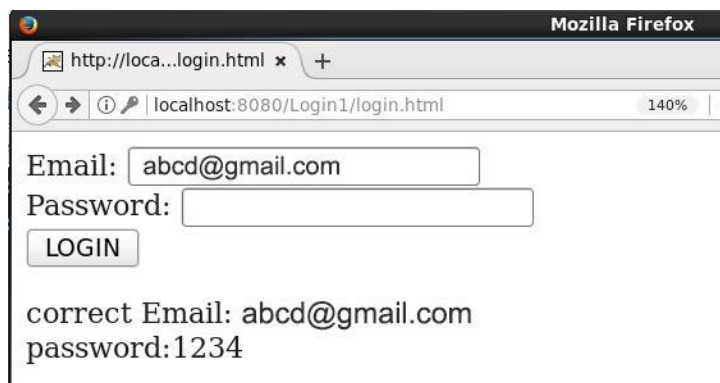 Mozilla Firefox
http://loca...login.html × +
localhost:8080/Login1/login.html 140%
Email: abcd@gmail.com
Password:
LOGIN
correct Email: abcd@gmail.com
password:1234